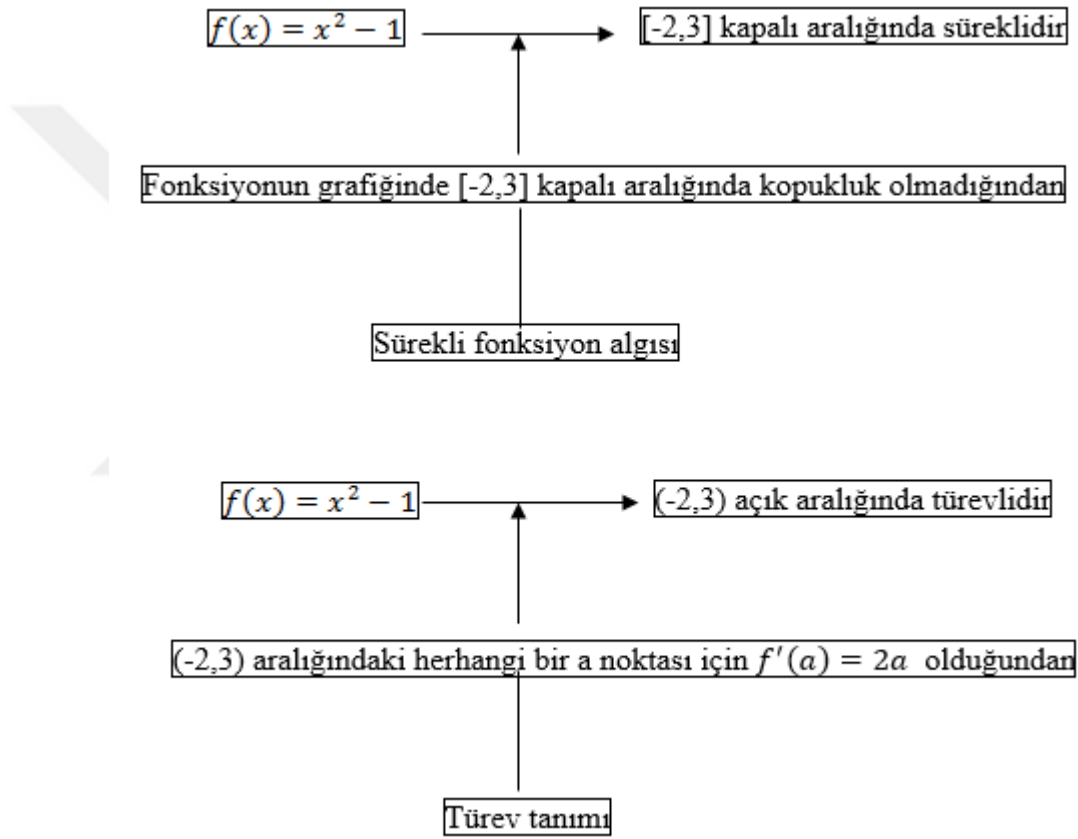 f(x) = x² − 1 [-2,3] kapalı aralığında süreklidir
Fonksiyonun grafiğinde [-2,3] kapalı aralığında kopukluk olmadığından
Sürekli fonksiyon algısı
f(x) = x² − 1 (-2,3) açık aralığında türevlidir
(-2,3) aralığındaki herhangi bir a noktası için f′(a) = 2a olduğundan
Türev tanımı